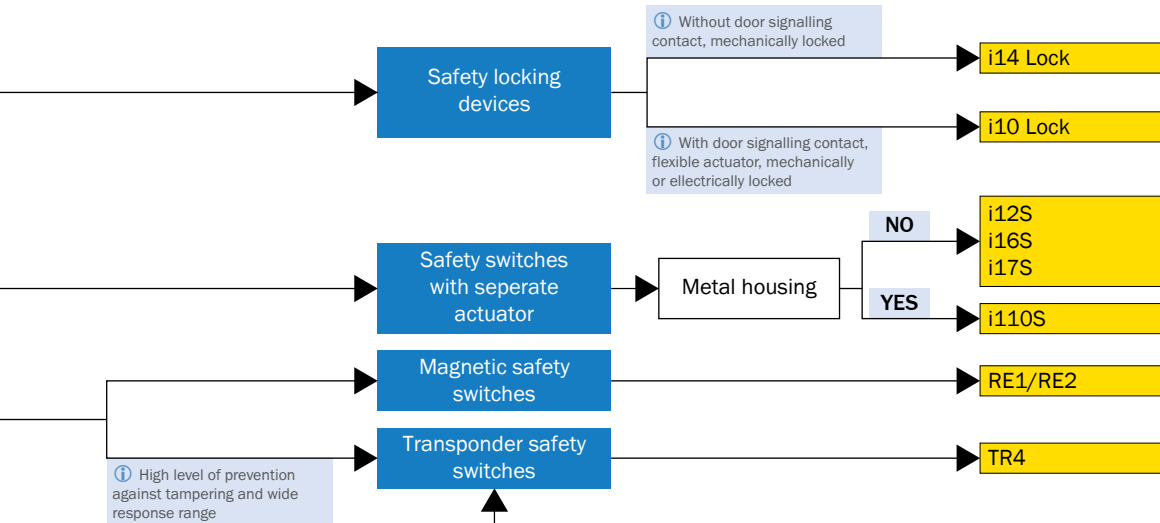 Without door signalling
contact, mechanically locked
Safety locking
devices
i14 Lock
i10 Lock
With door signalling contact,
flexible actuator, mechanically
or ellectrically locked
Safety switches
with seperate
actuator
Metal housing
NO
i12S
i16S
i17S
YES
i110S
Magnetic safety
switches
RE1/RE2
Transponder safety
switches
TR4
High level of prevention
against tampering and wide
response range